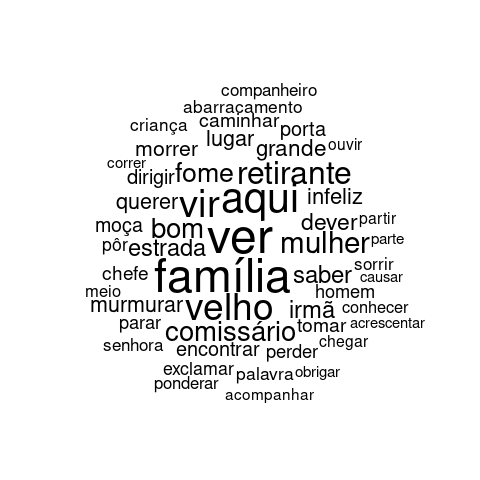 companheiro
abarracamento
criança caminhar porta
morrer lugar grande ouvir
correr
dirigir fome retirante
querer vir aqui infeliz
moça bom ver dever partir
pôr estrada mulher parte
chefe família saber sorrir
causar
meio velho homem
murmurar irmã conhecer
parar comissário tomar acrescentar
senhora encontrar perder chegar
exclamar palavra obrigar
ponderar
acompanhar